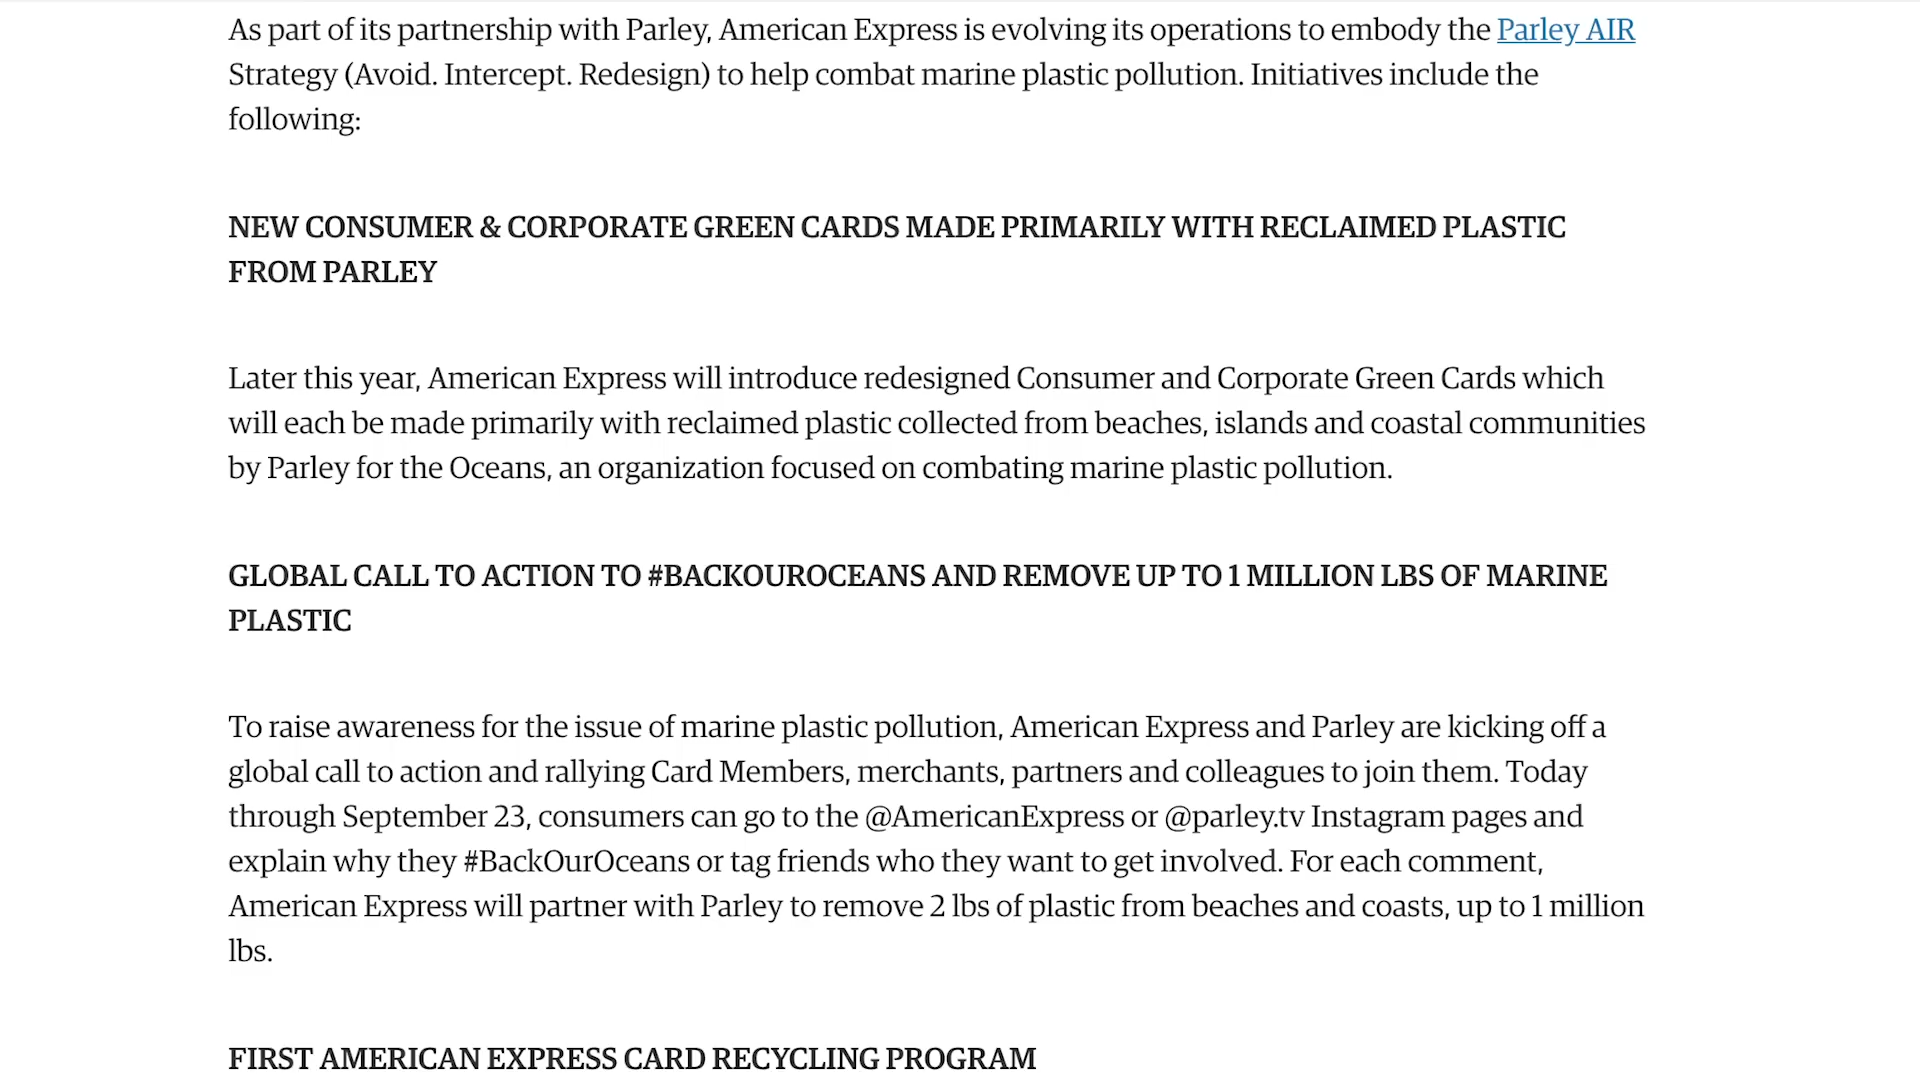 As part of its partnership with Parley, American Express is evolving its operations to embody the Parley AIR
Strategy (Avoid. Intercept. Redesign) to help combat marine plastic pollution. Initiatives include the
following:
NEW CONSUMER & CORPORATE GREEN CARDS MADE PRIMARILY WITH RECLAIMED PLASTIC
FROM PARLEY
Later this year, American Express will introduce redesigned Consumer and Corporate Green Cards which
will each be made primarily with reclaimed plastic collected from beaches, islands and coastal communities
by Parley for the Oceans, an organization focused on combating marine plastic pollution.
GLOBAL CALL TO ACTION TO #BACKOUROCEANS AND REMOVE UP TO 1 MILLION LBS OF MARINE
PLASTIC
To raise awareness for the issue of marine plastic pollution, American Express and Parley are kicking off a
global call to action and rallying Card Members, merchants, partners and colleagues to join them. Today
through September 23, consumers can go to the @AmericanExpress or @parley.tv Instagram pages and
explain why they #BackOurOceans or tag friends who they want to get involved. For each comment,
American Express will partner with Parley to remove 2 lbs of plastic from beaches and coasts, up to 1 million
lbs.
FIRST AMERICAN EXPRESS CARD RECYCLING PROGRAM